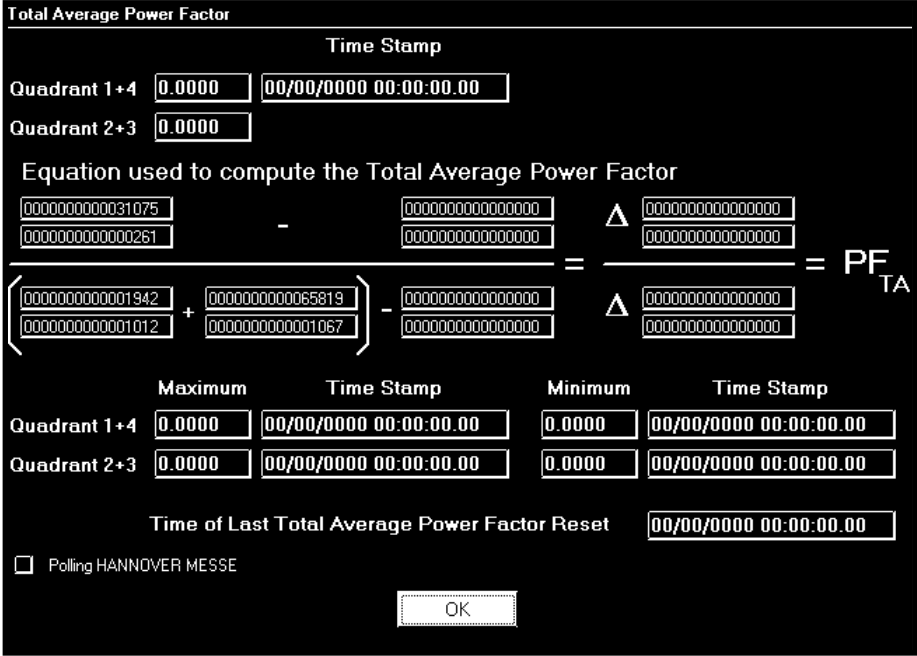 Total Average Power Factor
Time Stamp
Quadrant 1+4 0.0000 00/00/0000 00:00:00.00
Quadrant 2+3 0.0000
Equation used to compute the Total Average Power Factor
0000000000031075 - 0000000000000000 Δ 0000000000000000
0000000000000261 0000000000000000 0000000000000000
= = PF TA
( 0000000000001942 + 0000000000065819 ) - 0000000000000000 Δ 0000000000000000
0000000000001012 0000000000001067 0000000000000000 0000000000000000
Maximum Time Stamp Minimum Time Stamp
Quadrant 1+4 0.0000 00/00/0000 00:00:00.00 0.0000 00/00/0000 00:00:00.00
Quadrant 2+3 0.0000 00/00/0000 00:00:00.00 0.0000 00/00/0000 00:00:00.00
Time of Last Total Average Power Factor Reset 00/00/0000 00:00:00.00
Polling HANNOVER MESSE
OK